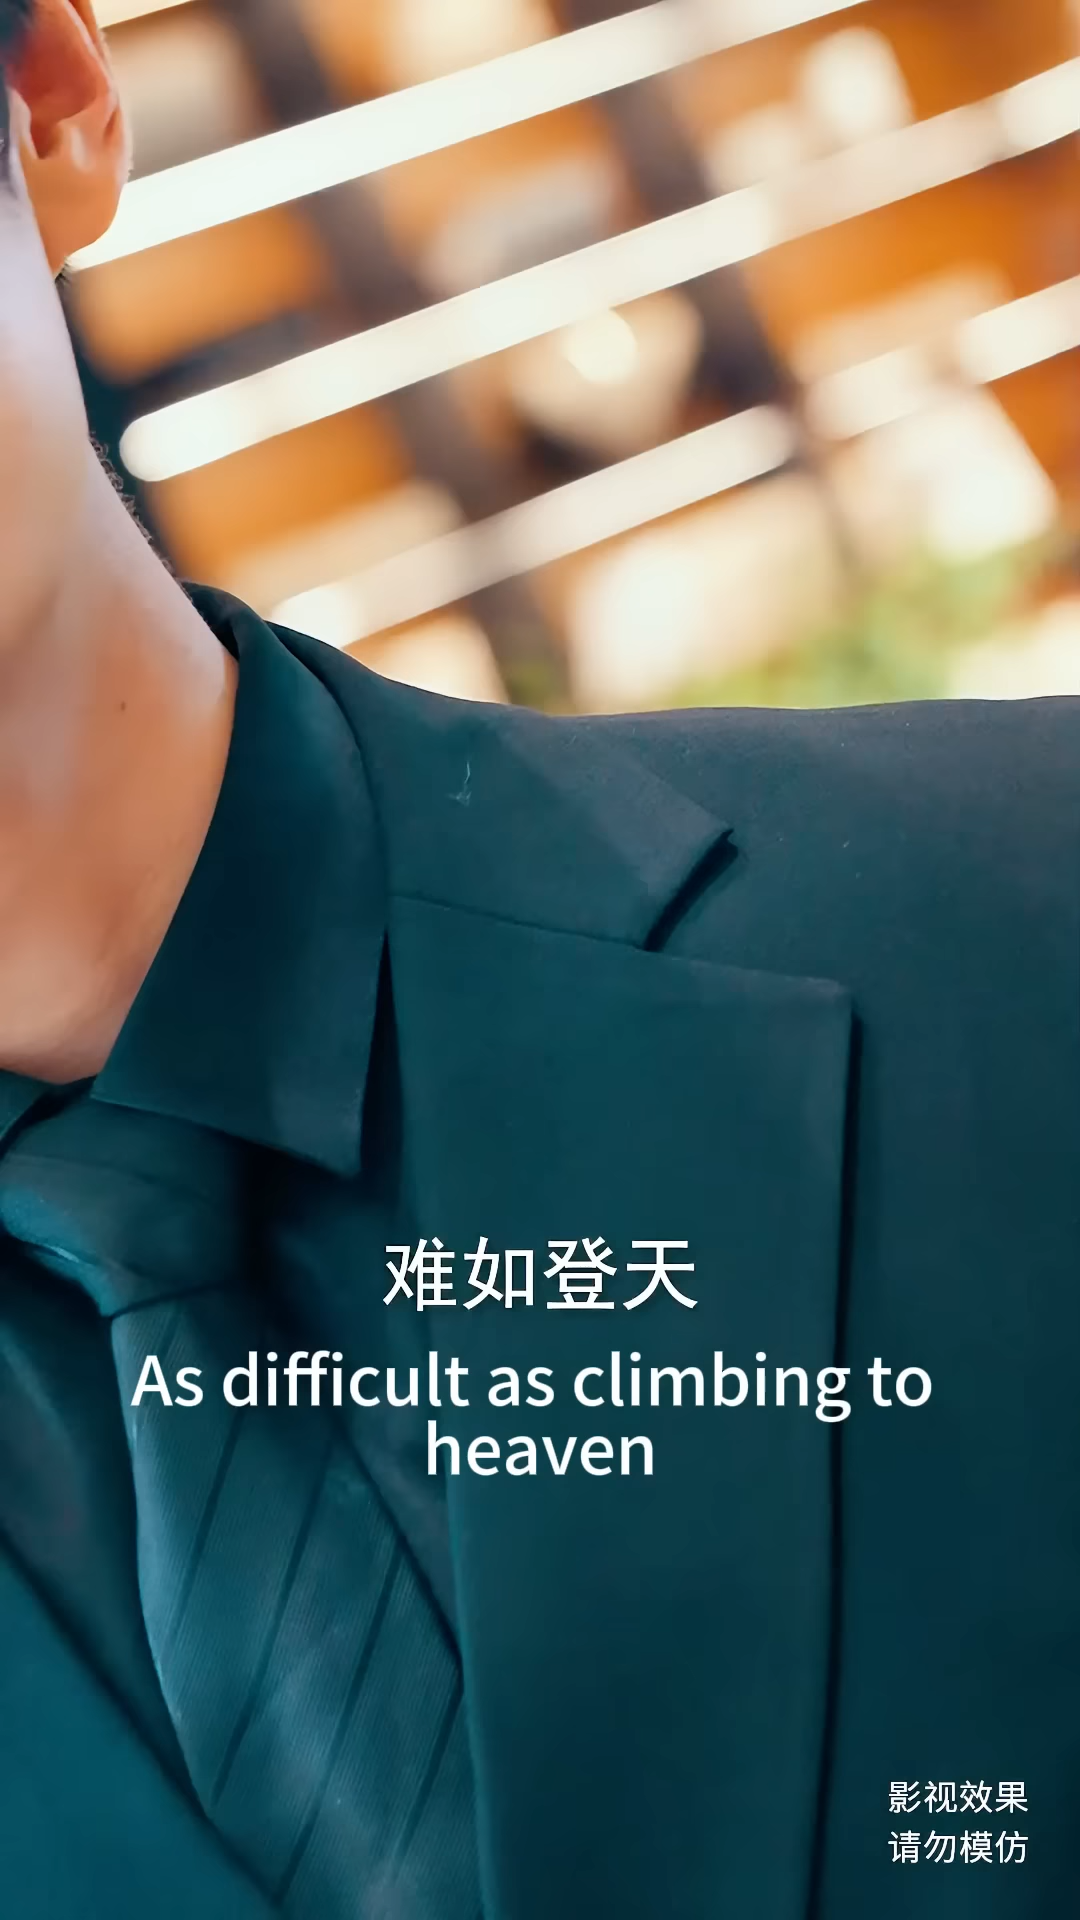 难如登天
As difficult as climbing to
heaven
影视效果
请勿模仿